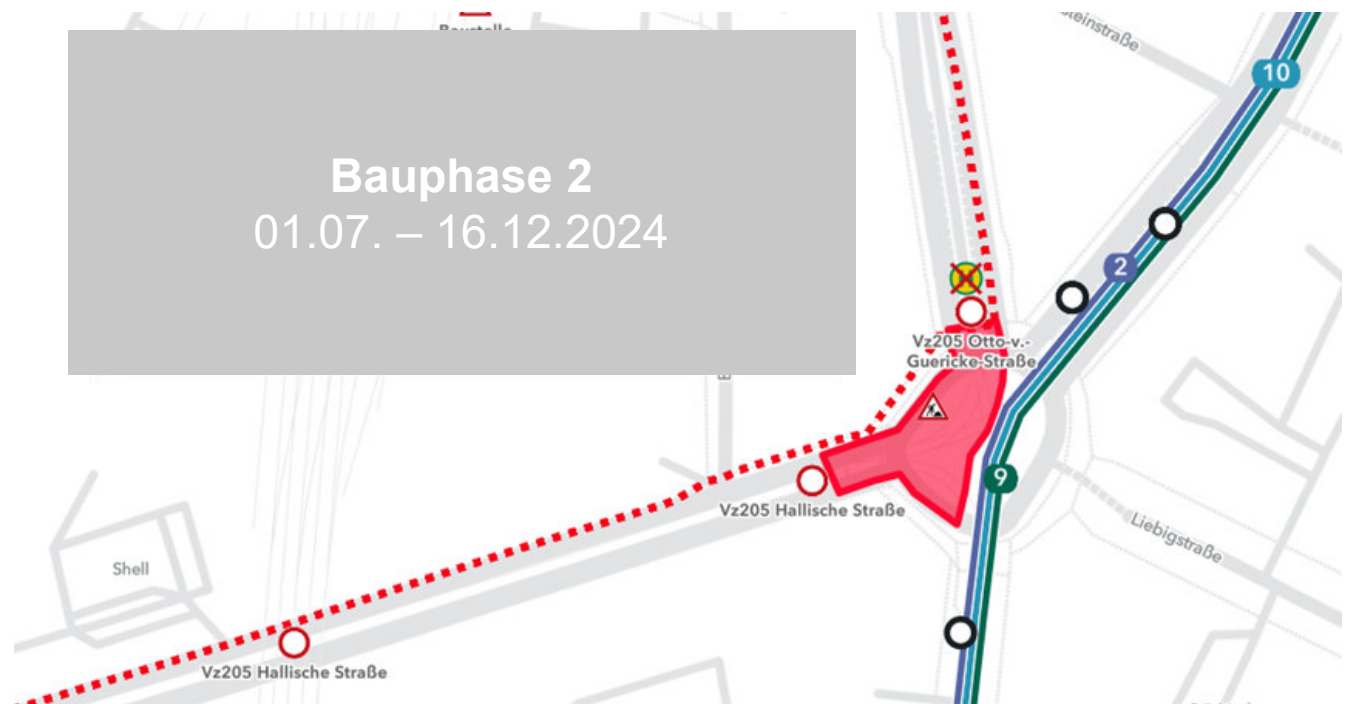 steinstraße
10
Bauphase 2
01.07. – 16.12.2024
2
Vz205 Otto-v.-
Guericke-Straße
9
Vz205 Hallische Straße
Liebigstraße
Shell
Vz205 Hallische Straße